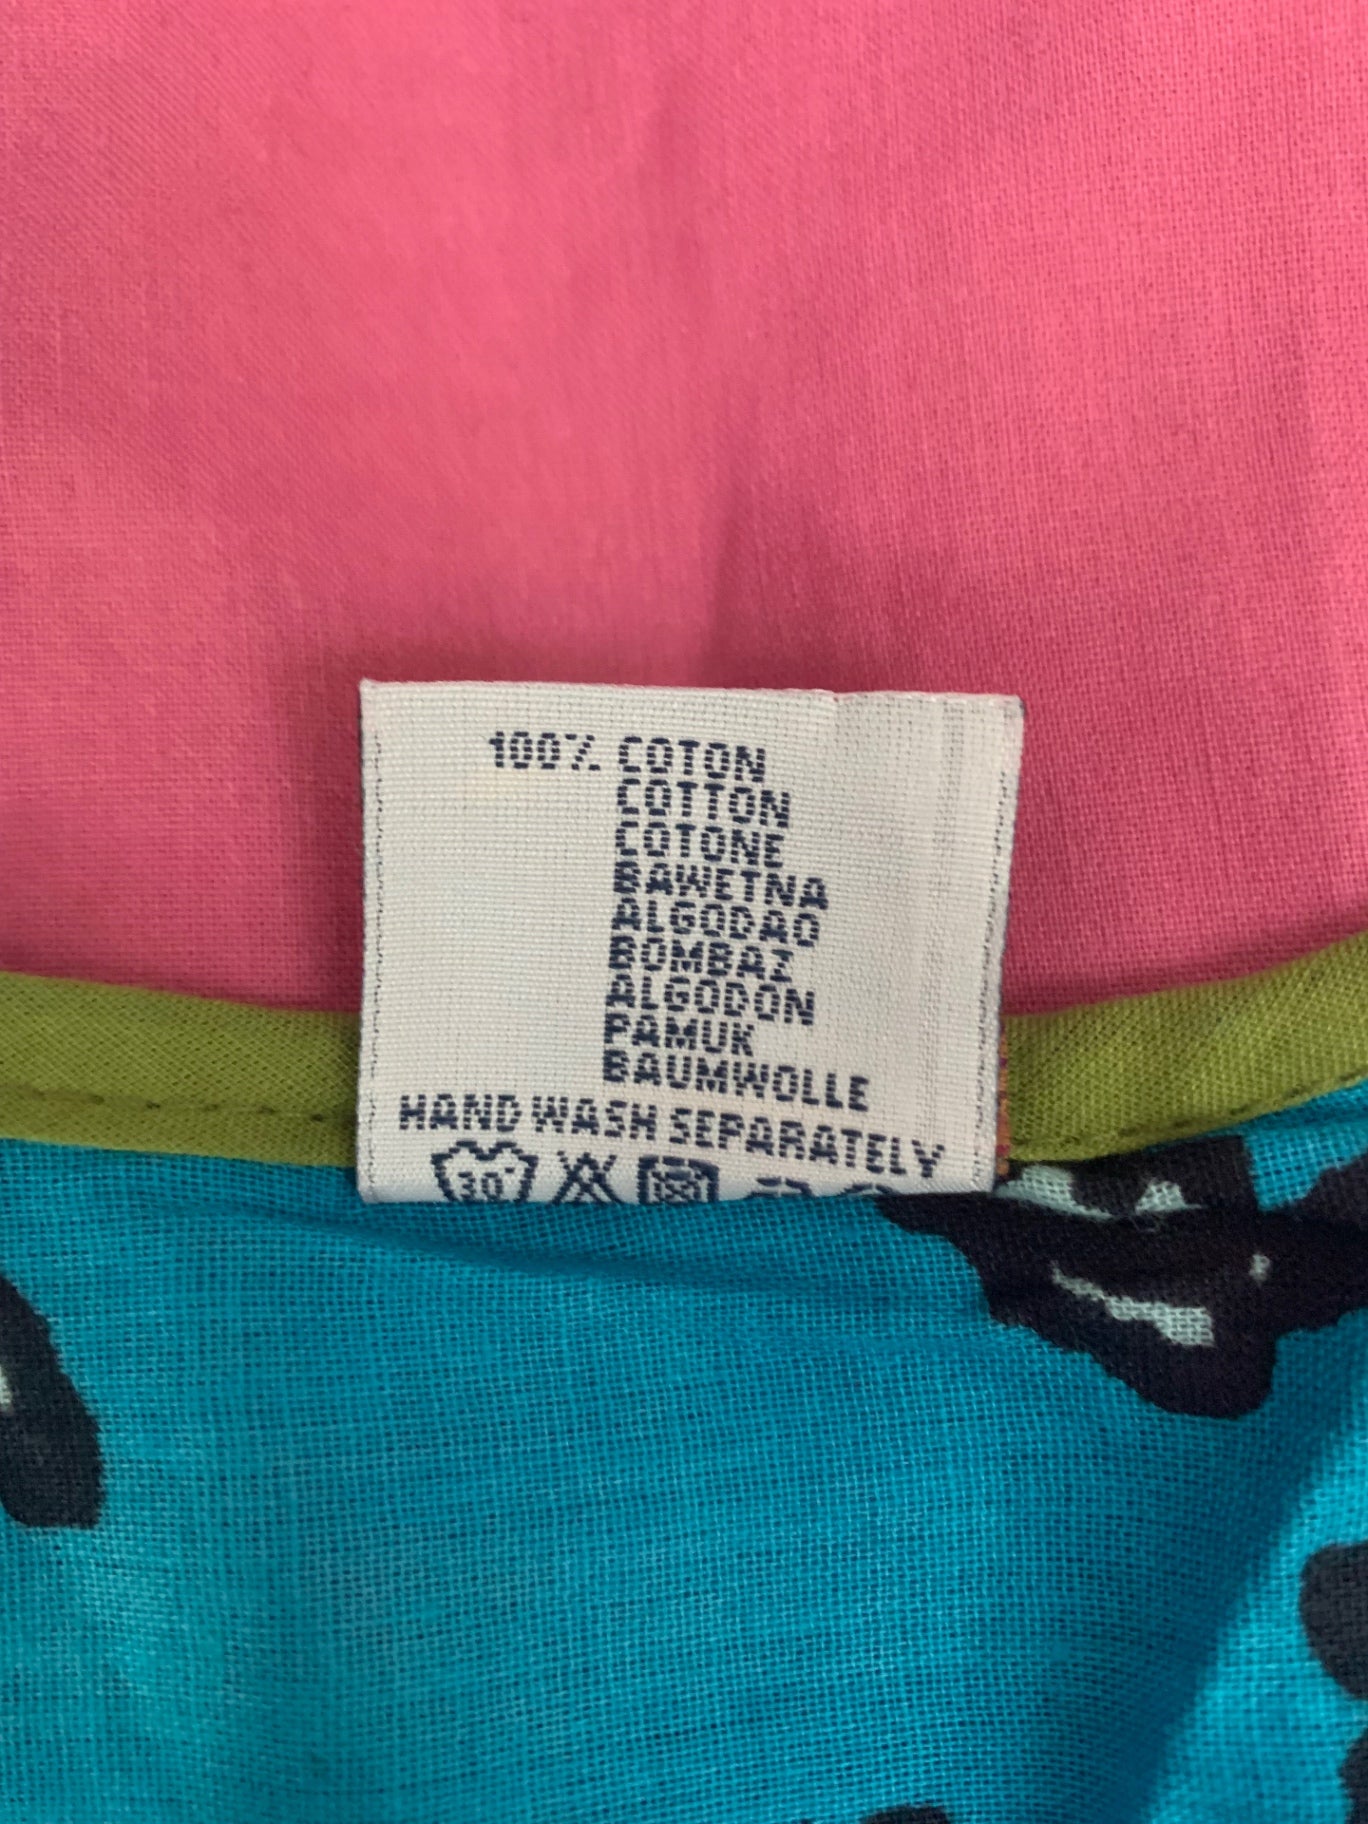 100% COTON
COTTON
COTONE
BAWETNA
ALGODAO
BOMBAZ
ALGODON
PAMUK
BAUMWOLLE
HAND WASH SEPARATELY
30°